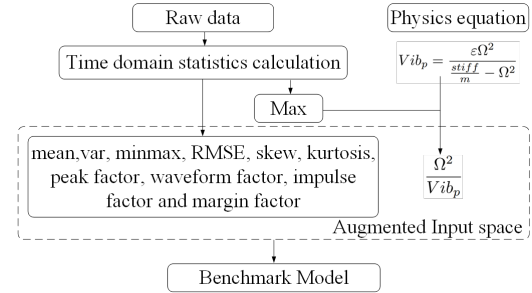 Raw data
Physics equation
Time domain statistics calculation
Vib_p = εΩ² / (stiff/m − Ω²)
Max
mean,var, minmax, RMSE, skew, kurtosis,
peak factor, waveform factor, impulse
factor and margin factor
Ω² / Vib_p
Augmented Input space
Benchmark Model